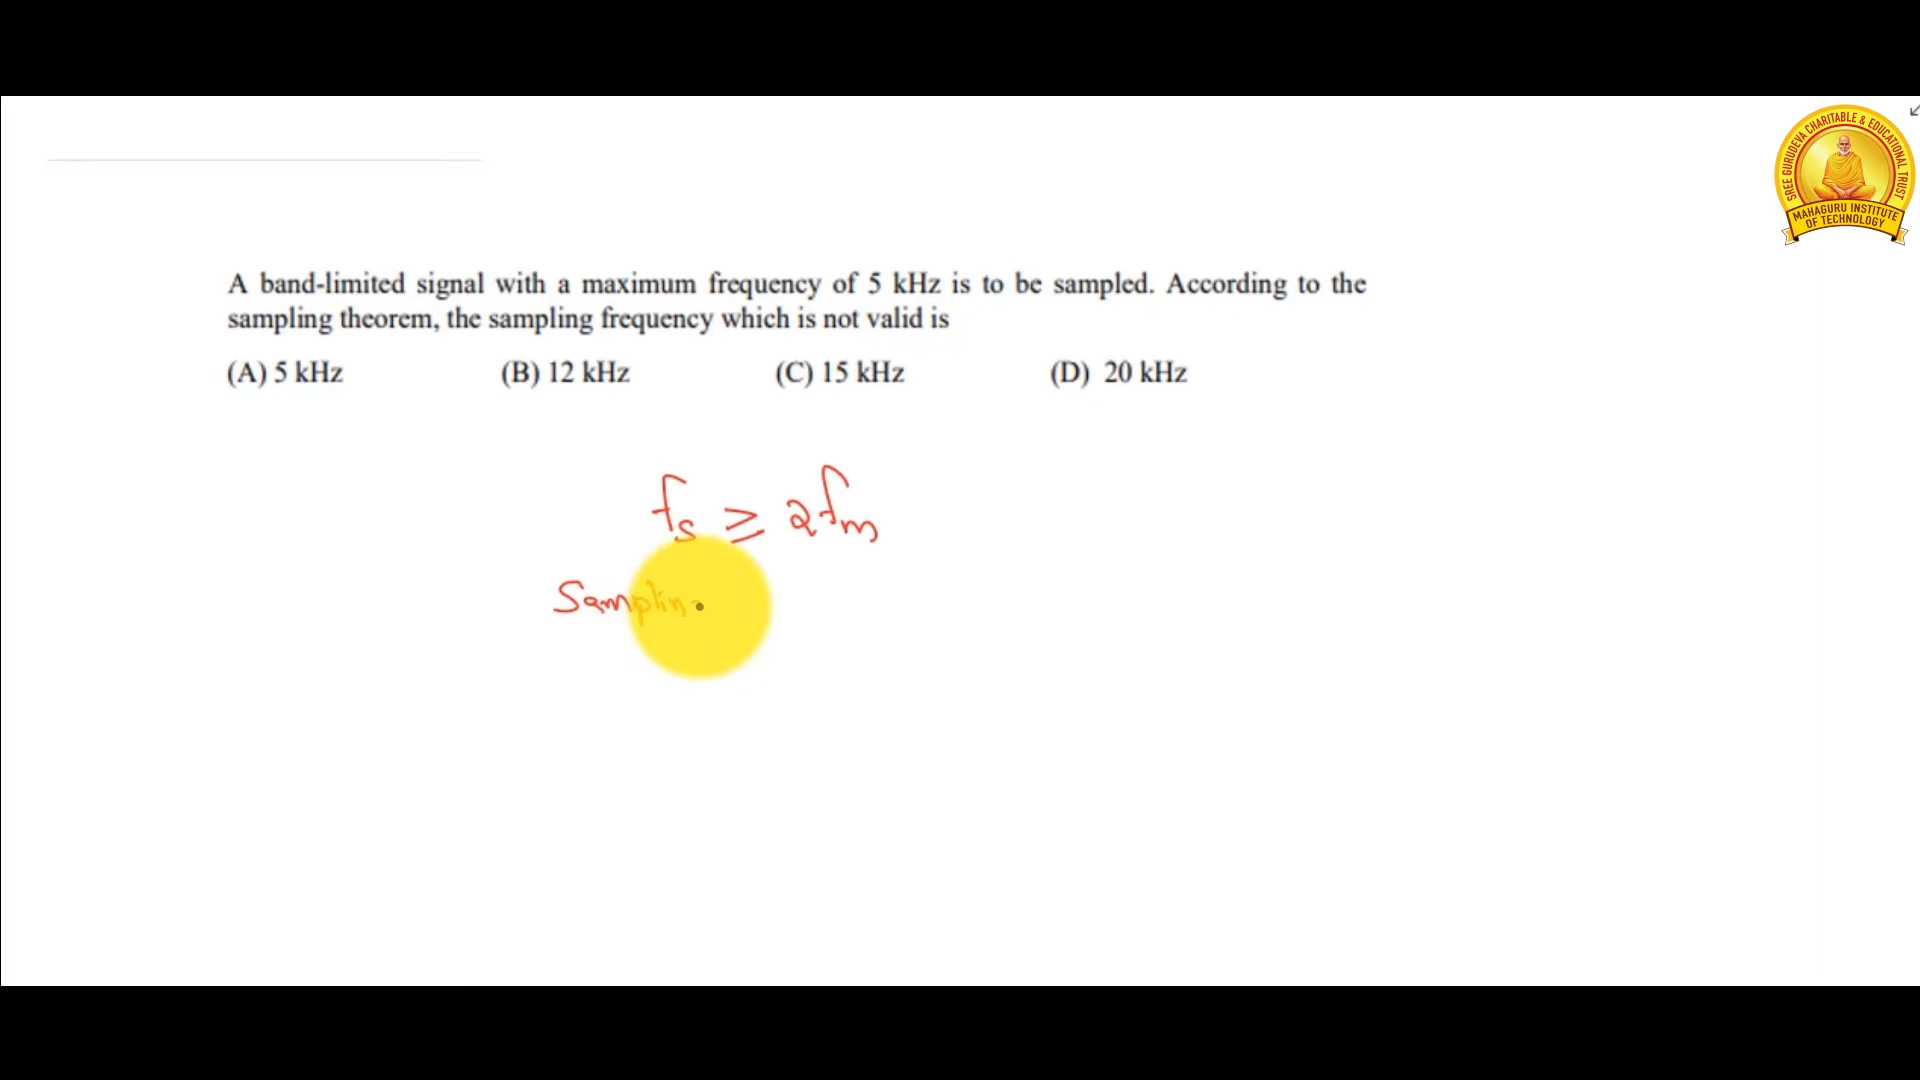 SREE GURUDEVA CHARITABLE & EDUCATIONAL TRUST
MAHAGURU INSTITUTE
OF TECHNOLOGY
A band-limited signal with a maximum frequency of 5 kHz is to be sampled. According to the
sampling theorem, the sampling frequency which is not valid is
(A) 5 kHz (B) 12 kHz (C) 15 kHz (D) 20 kHz
fs ≥ 2fm
Samplin